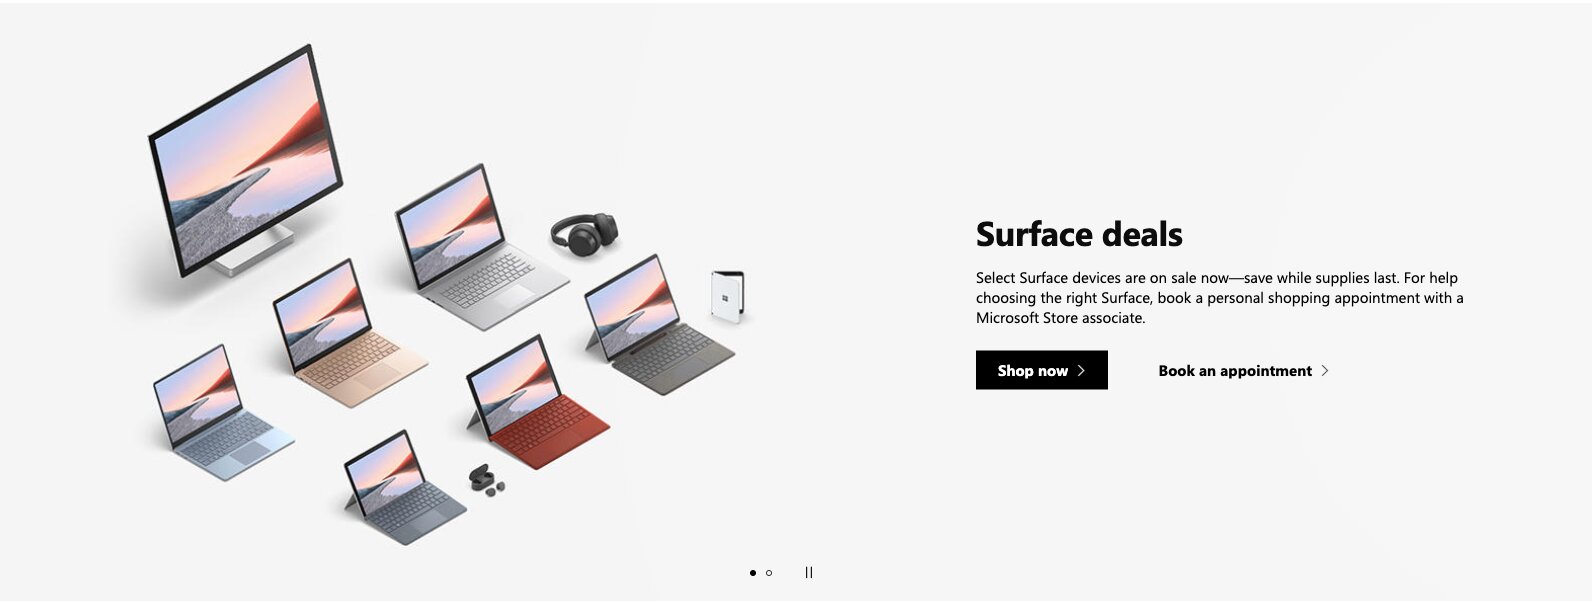 Surface deals
Select Surface devices are on sale now—save while supplies last. For help
choosing the right Surface, book a personal shopping appointment with a
Microsoft Store associate.
Shop now
Book an appointment